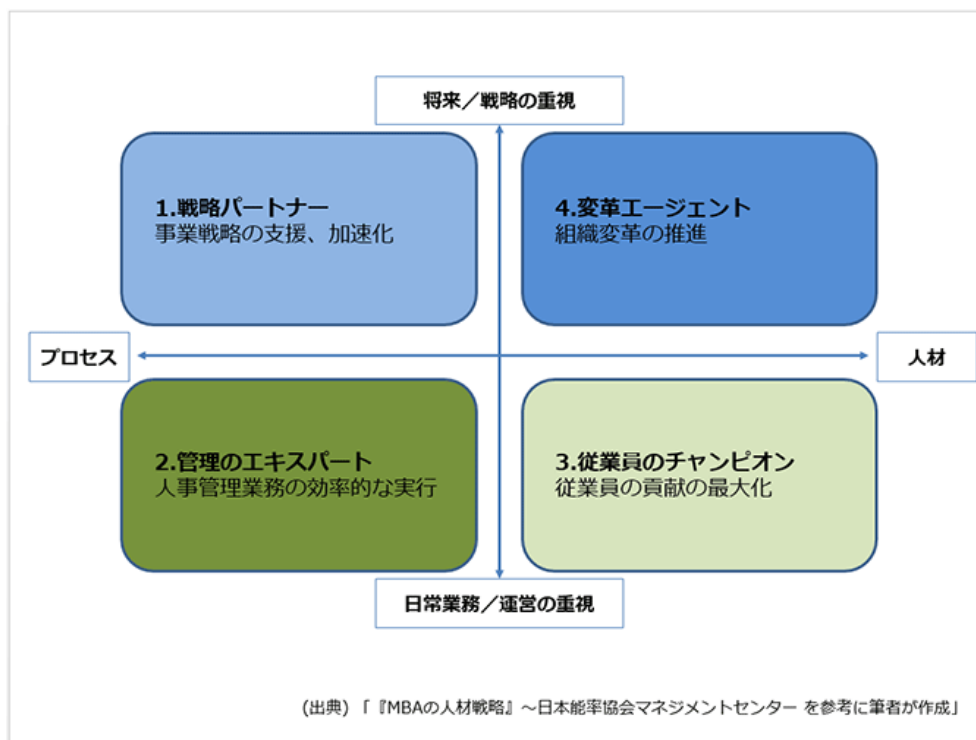 将来／戦略の重視
1.戦略パートナー
事業戦略の支援、加速化
4.変革エージェント
組織変革の推進
プロセス
人材
2.管理のエキスパート
人事管理業務の効率的な実行
3.従業員のチャンピオン
従業員の貢献の最大化
日常業務／運営の重視
(出典) 「『MBAの人材戦略』～日本能率協会マネジメントセンター を参考に筆者が作成」